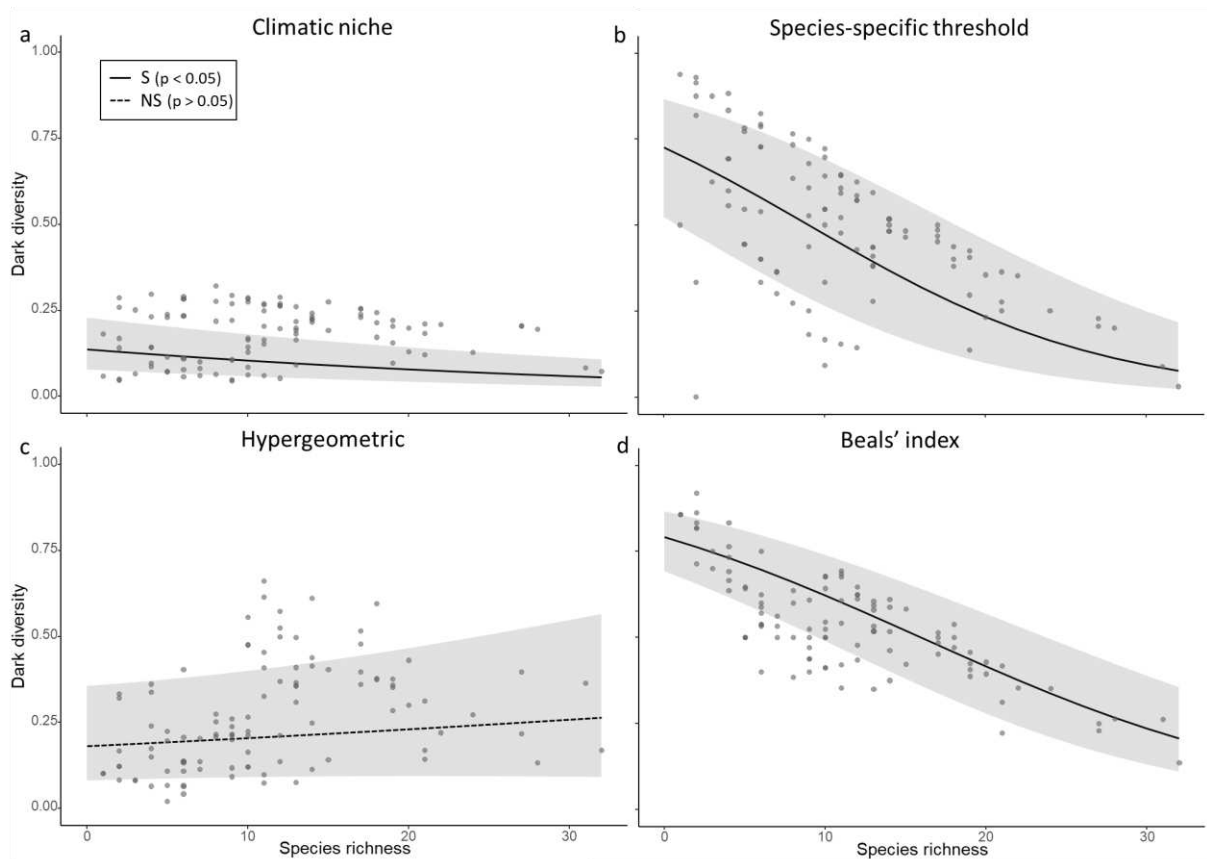 a
Climatic niche
b
Species-specific threshold
1.00
S (p < 0.05)
NS (p > 0.05)
0.75
Dark diversity
0.50
0.25
0.00
c
Hypergeometric
d
Beals’ index
1.00
0.75
Dark diversity
0.50
0.25
0.00
0
10
20
30
0
10
20
30
Species richness
Species richness